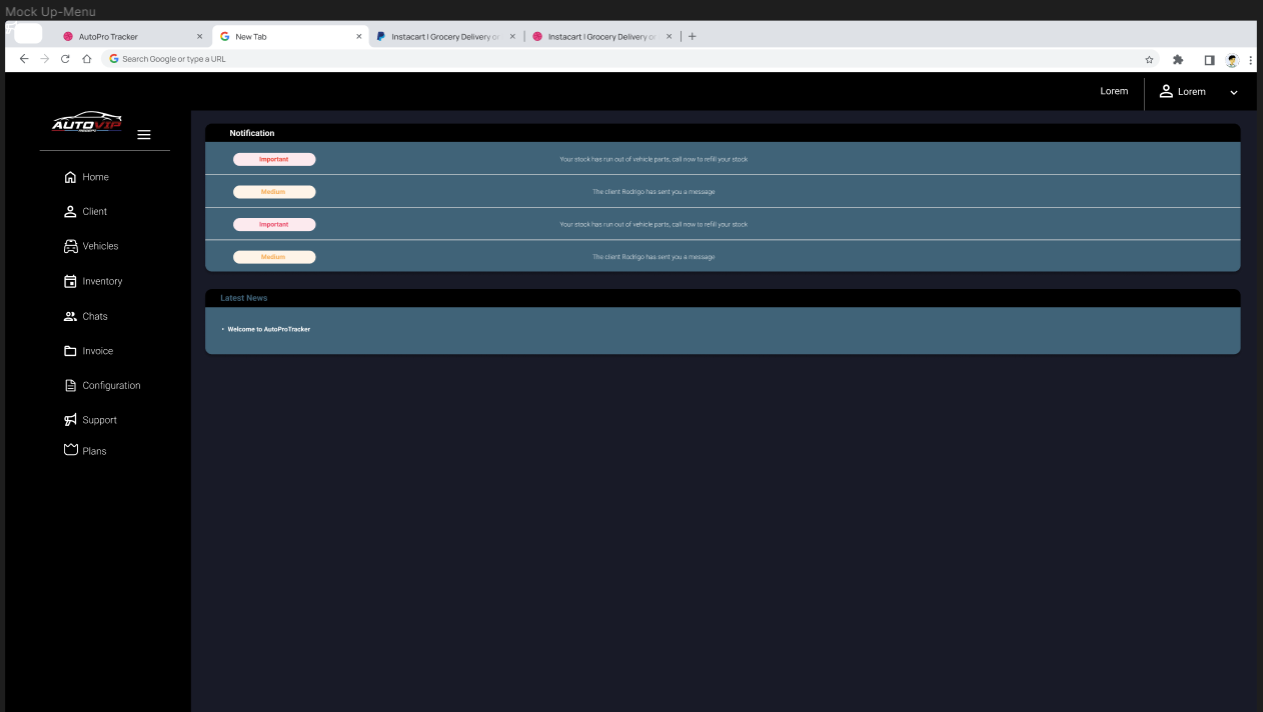 Mock Up-Menu
AutoPro Tracker
New Tab
Instacart | Grocery Delivery or
Instacart | Grocery Delivery or
Search Google or type a URL
Lorem
Lorem
AUTOVIP
Notification
Important
Your stock has run out of vehicle parts, call now to refill your stock
Medium
The client Rodrigo has sent you a message
Important
Your stock has run out of vehicle parts, call now to refill your stock
Medium
The client Rodrigo has sent you a message
Latest News
• Welcome to AutoProTracker
Home
Client
Vehicles
Inventory
Chats
Invoice
Configuration
Support
Plans